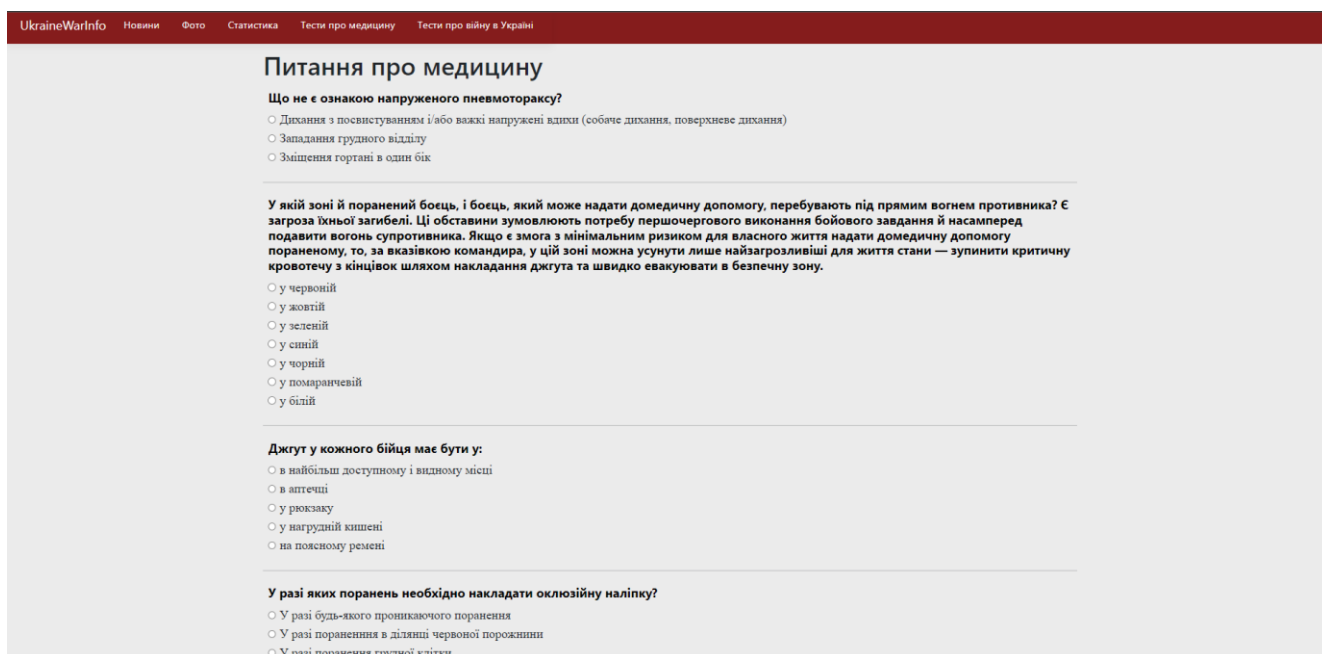 UkraineWarInfo Новини Фото Статистика Тести про медицину Тести про війну в Україні
Питання про медицину
Що не є ознакою напруженого пневмотораксу?
Дихання з посвистуванням і/або важкі напружені вдихи (собаче дихання, поверхневе дихання)
Западання грудного відділу
Зміщення гортані в один бік
У якій зоні й поранений боєць, і боєць, який може надати домедичну допомогу, перебувають під прямим вогнем противника? Є
загроза їхньої загибелі. Ці обставини зумовлюють потребу першочергового виконання бойового завдання й насамперед
подавити вогонь супротивника. Якщо є змога з мінімальним ризиком для власного життя надати домедичну допомогу
пораненому, то, за вказівкою командира, у цій зоні можна усунути лише найзагрозливіші для життя стани — зупинити критичну
кровотечу з кінцівок шляхом накладання джгута та швидко евакуювати в безпечну зону.
у червоній
у жовтій
у зеленій
у синій
у чорній
у помаранчевій
у білій
Джгут у кожного бійця має бути у:
в найбільш доступному і видному місці
в аптечці
у рюкзаку
у нагрудній кишені
на поясному ремені
У разі яких поранень необхідно накладати оклюзійну наліпку?
У разі будь-якого проникаючого поранення
У разі пораненння в ділянці червоної порожнини
У разі поранення грудної клітки